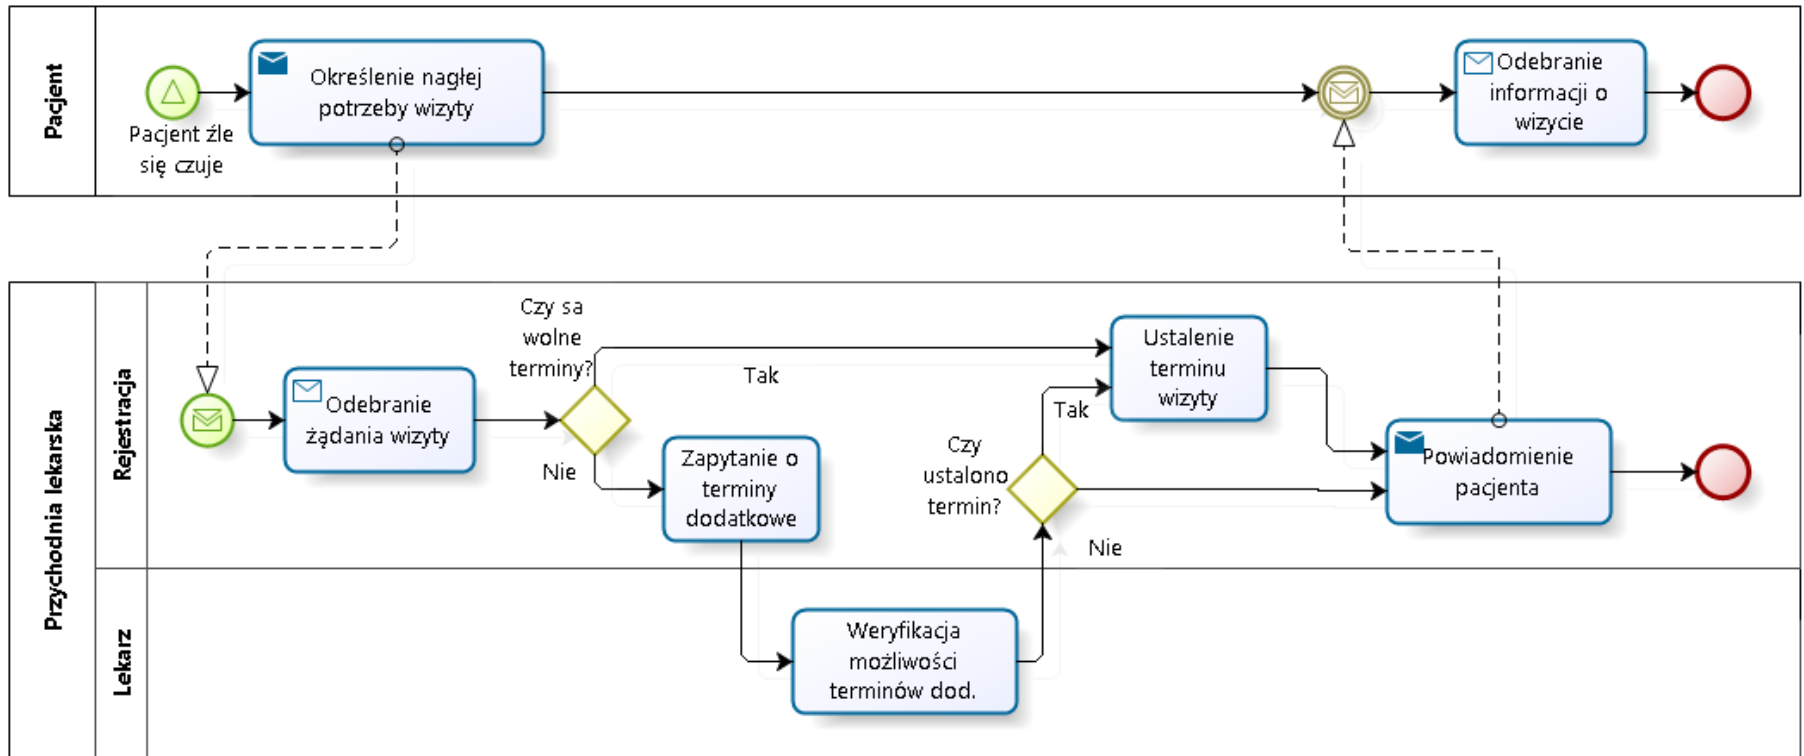 Pacjent
Pacjent źle
się czuje
Określenie nagłej
potrzeby wizyty
Odebranie
informacji o
wizycie
Przychodnia lekarska
Rejestracja
Odebranie
żądania wizyty
Czy sa
wolne
terminy?
Tak
Nie
Zapytanie o
terminy
dodatkowe
Czy
ustalono
termin?
Tak
Nie
Ustalenie
terminu
wizyty
Powiadomienie
pacjenta
Lekarz
Weryfikacja
możliwości
terminów dod.